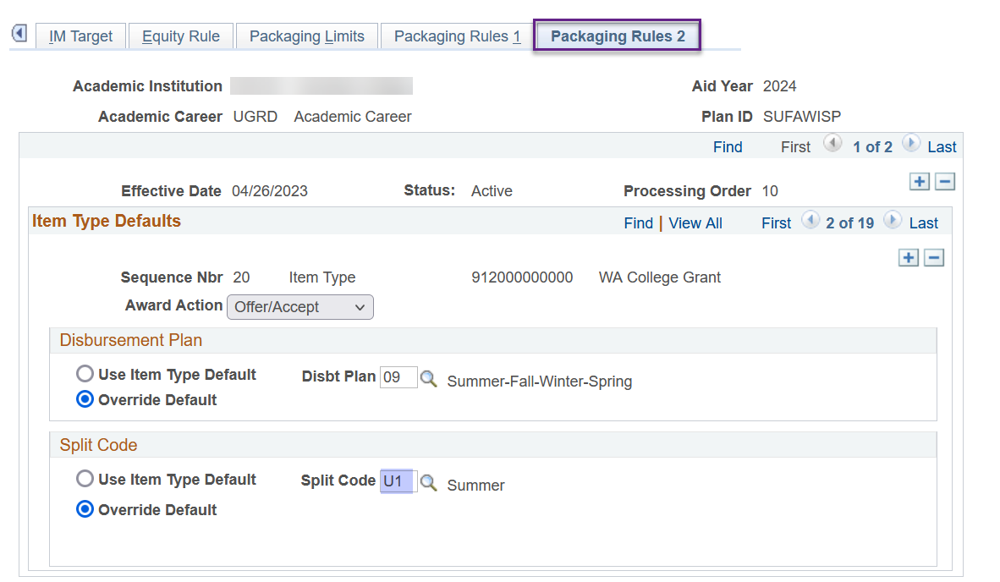 IM Target Equity Rule Packaging Limits Packaging Rules 1 Packaging Rules 2
Academic Institution Aid Year 2024
Academic Career UGRD Academic Career Plan ID SUFAWISP
Find First 1 of 2 Last
Effective Date 04/26/2023 Status: Active Processing Order 10
Item Type Defaults Find | View All First 2 of 19 Last
Sequence Nbr 20 Item Type 912000000000 WA College Grant
Award Action Offer/Accept
Disbursement Plan
Use Item Type Default Disbt Plan 09 Summer-Fall-Winter-Spring
Override Default
Split Code
Use Item Type Default Split Code U1 Summer
Override Default